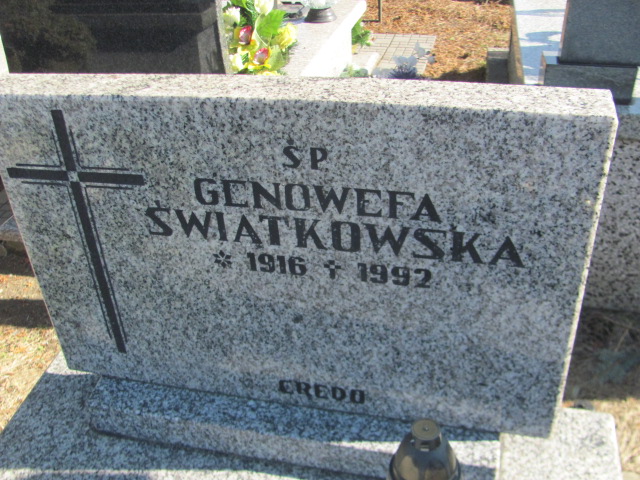 ŚP
GENOWEFA
ŚWIĄTKOWSKA
* 1916 † 1992
CREDO